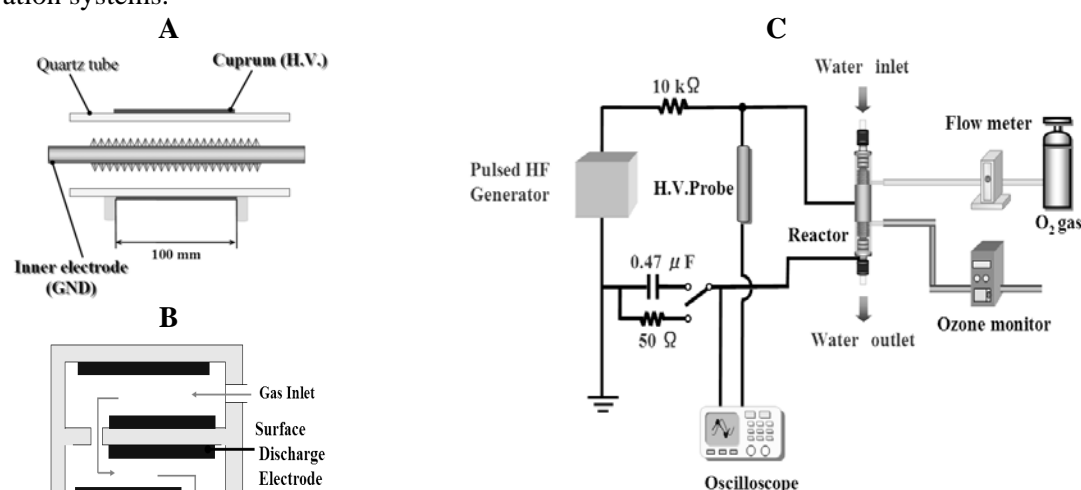 ation systems.
A
Quartz tube
Cuprum (H.V.)
100 mm
Inner electrode
(GND)
B
Gas Inlet
Surface
Discharge
Electrode
C
Water inlet
10 kΩ
Flow meter
Pulsed HF
Generator
H.V.Probe
O₂ gas
Reactor
0.47 μF
50 Ω
Ozone monitor
Water outlet
Oscilloscope